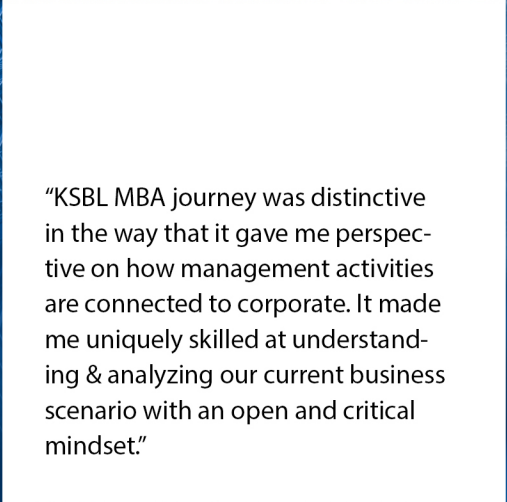 “KSBL MBA journey was distinctive
in the way that it gave me perspec-
tive on how management activities
are connected to corporate. It made
me uniquely skilled at understand-
ing & analyzing our current business
scenario with an open and critical
mindset.”